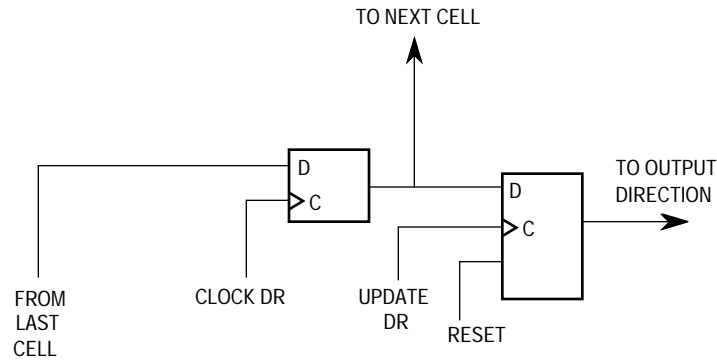 TO NEXT CELL
D
C
TO OUTPUT
DIRECTION
D
C
FROM
LAST
CELL
CLOCK DR
UPDATE
DR
RESET